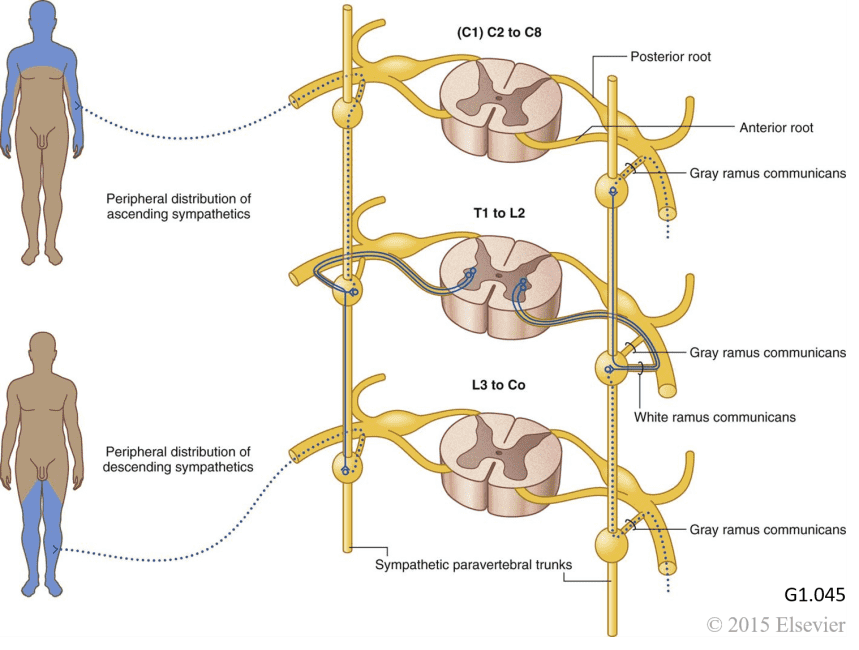 (C1) C2 to C8
Posterior root
Anterior root
Gray ramus communicans
Peripheral distribution of
ascending sympathetics
T1 to L2
Gray ramus communicans
L3 to Co
White ramus communicans
Peripheral distribution of
descending sympathetics
Gray ramus communicans
Sympathetic paravertebral trunks
G1.045
© 2015 Elsevier